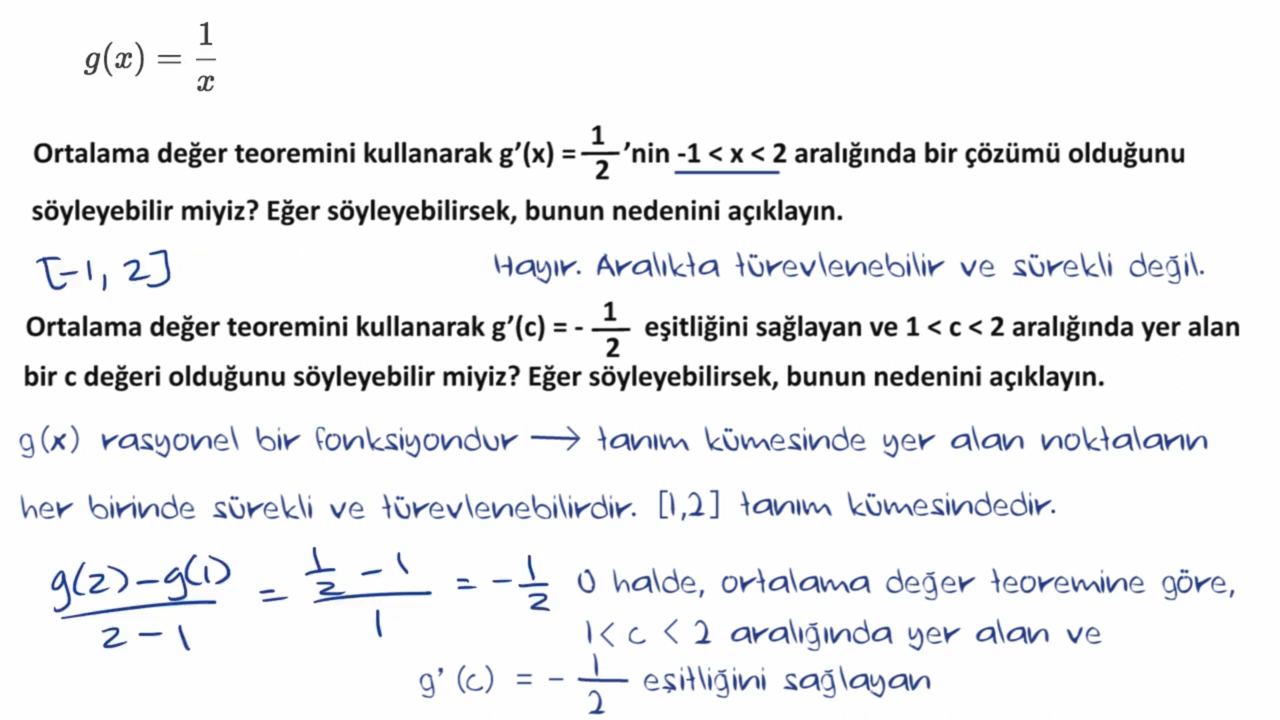 g(x) = 1/x
Ortalama değer teoremini kullanarak g'(x) = 1/2 'nin -1 < x < 2 aralığında bir çözümü olduğunu
söyleyebilir miyiz? Eğer söyleyebilirsek, bunun nedenini açıklayın.
[-1, 2] Hayır. Aralıkta türevlenebilir ve sürekli değil.
Ortalama değer teoremini kullanarak g'(c) = - 1/2 eşitliğini sağlayan ve 1 < c < 2 aralığında yer alan
bir c değeri olduğunu söyleyebilir miyiz? Eğer söyleyebilirsek, bunun nedenini açıklayın.
g(x) rasyonel bir fonksiyondur → tanım kümesinde yer alan noktaların
her birinde sürekli ve türevlenebilirdir. [1,2] tanım kümesindedir.
(g(2)-g(1))/(2-1) = (1/2 - 1)/1 = -1/2 O halde, ortalama değer teoremine göre,
1 < c < 2 aralığında yer alan ve
g'(c) = - 1/2 eşitliğini sağlayan